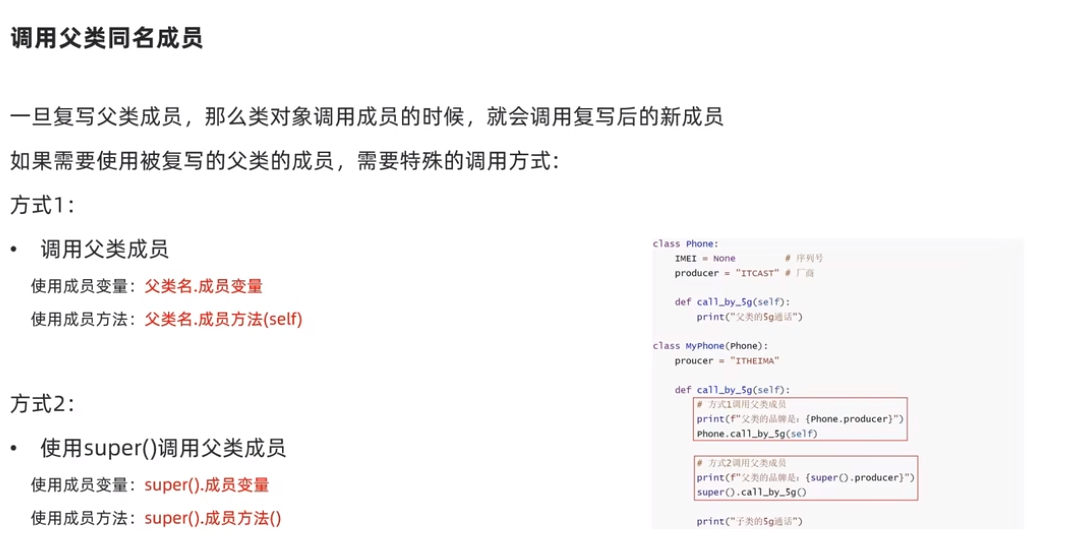 调用父类同名成员
一旦复写父类成员，那么类对象调用成员的时候，就会调用复写后的新成员
如果需要使用被复写的父类的成员，需要特殊的调用方式：
方式1：
• 调用父类成员
使用成员变量：父类名.成员变量
使用成员方法：父类名.成员方法(self)
方式2：
• 使用super()调用父类成员
使用成员变量：super().成员变量
使用成员方法：super().成员方法()
class Phone:
    IMEI = None # 序列号
    producer = "ITCAST" # 厂商
    def call_by_5g(self):
        print("父类的5g通话")
class MyPhone(Phone):
    proucer = "ITHEIMA"
    def call_by_5g(self):
        # 方式1调用父类成员
        print(f"父类的品牌是：{Phone.producer}")
        Phone.call_by_5g(self)
        # 方式2调用父类成员
        print(f"父类的品牌是：{super().producer}")
        super().call_by_5g()
        print("子类的5g通话")